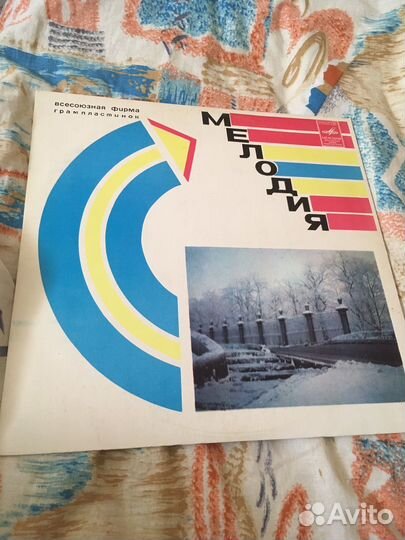 всесоюзная фирма
грампластинок
МЕЛОДИЯ
Avito